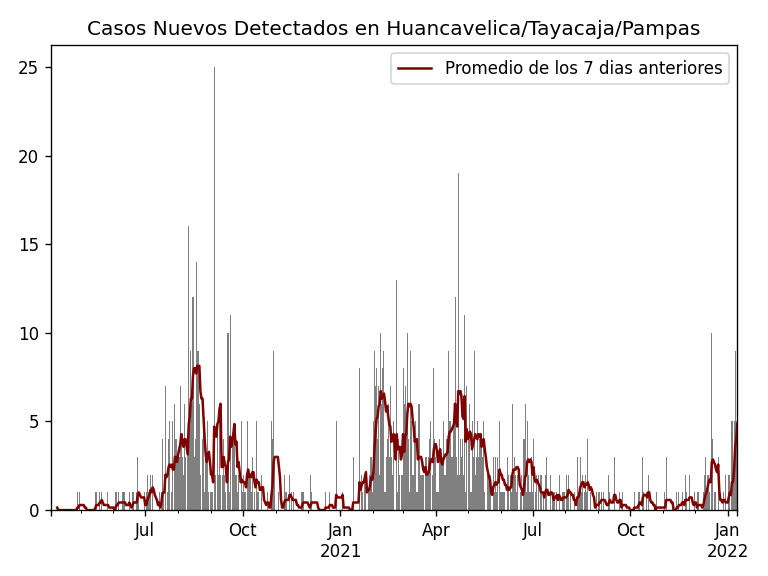 Casos Nuevos Detectados en Huancavelica/Tayacaja/Pampas
Promedio de los 7 dias anteriores
25
20
15
10
5
0
Jul Oct Jan Apr Jul Oct Jan
2021 2022